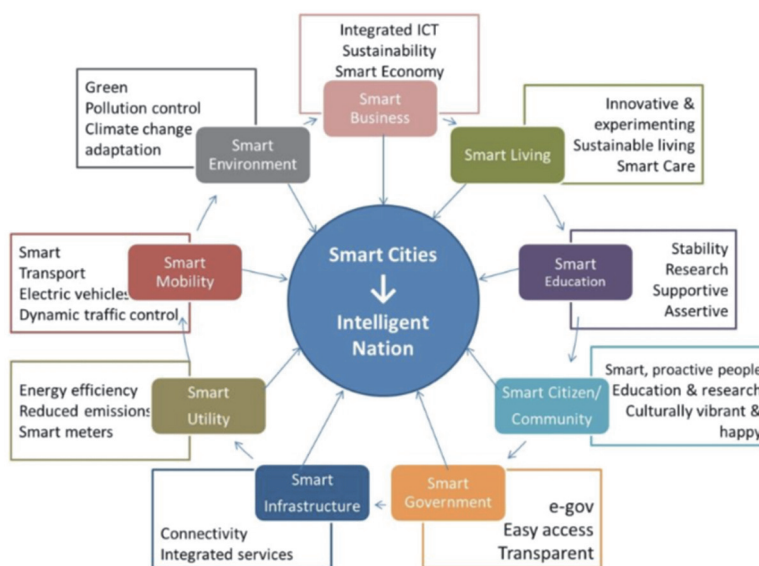 Integrated ICT
Sustainability
Smart Economy
Smart
Business
Innovative &
experimenting
Sustainable living
Smart Care
Smart Living
Stability
Research
Supportive
Assertive
Smart
Education
Smart, proactive people
Education & research
Culturally vibrant &
happy
Smart Citizen/
Community
e-gov
Easy access
Transparent
Smart
Government
Smart
Infrastructure
Connectivity
Integrated services
Smart
Utility
Energy efficiency
Reduced emissions
Smart meters
Smart
Mobility
Smart
Transport
Electric vehicles
Dynamic traffic control
Smart
Environment
Green
Pollution control
Climate change
adaptation
Smart Cities
Intelligent
Nation